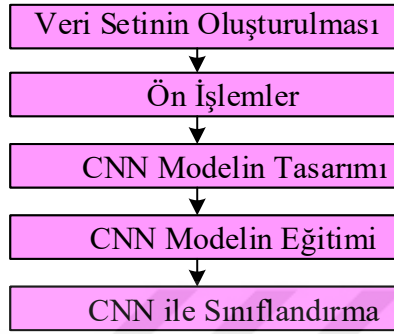 Veri Setinin Oluşturulması
Ön İşlemler
CNN Modelin Tasarımı
CNN Modelin Eğitimi
CNN ile Sınıflandırma